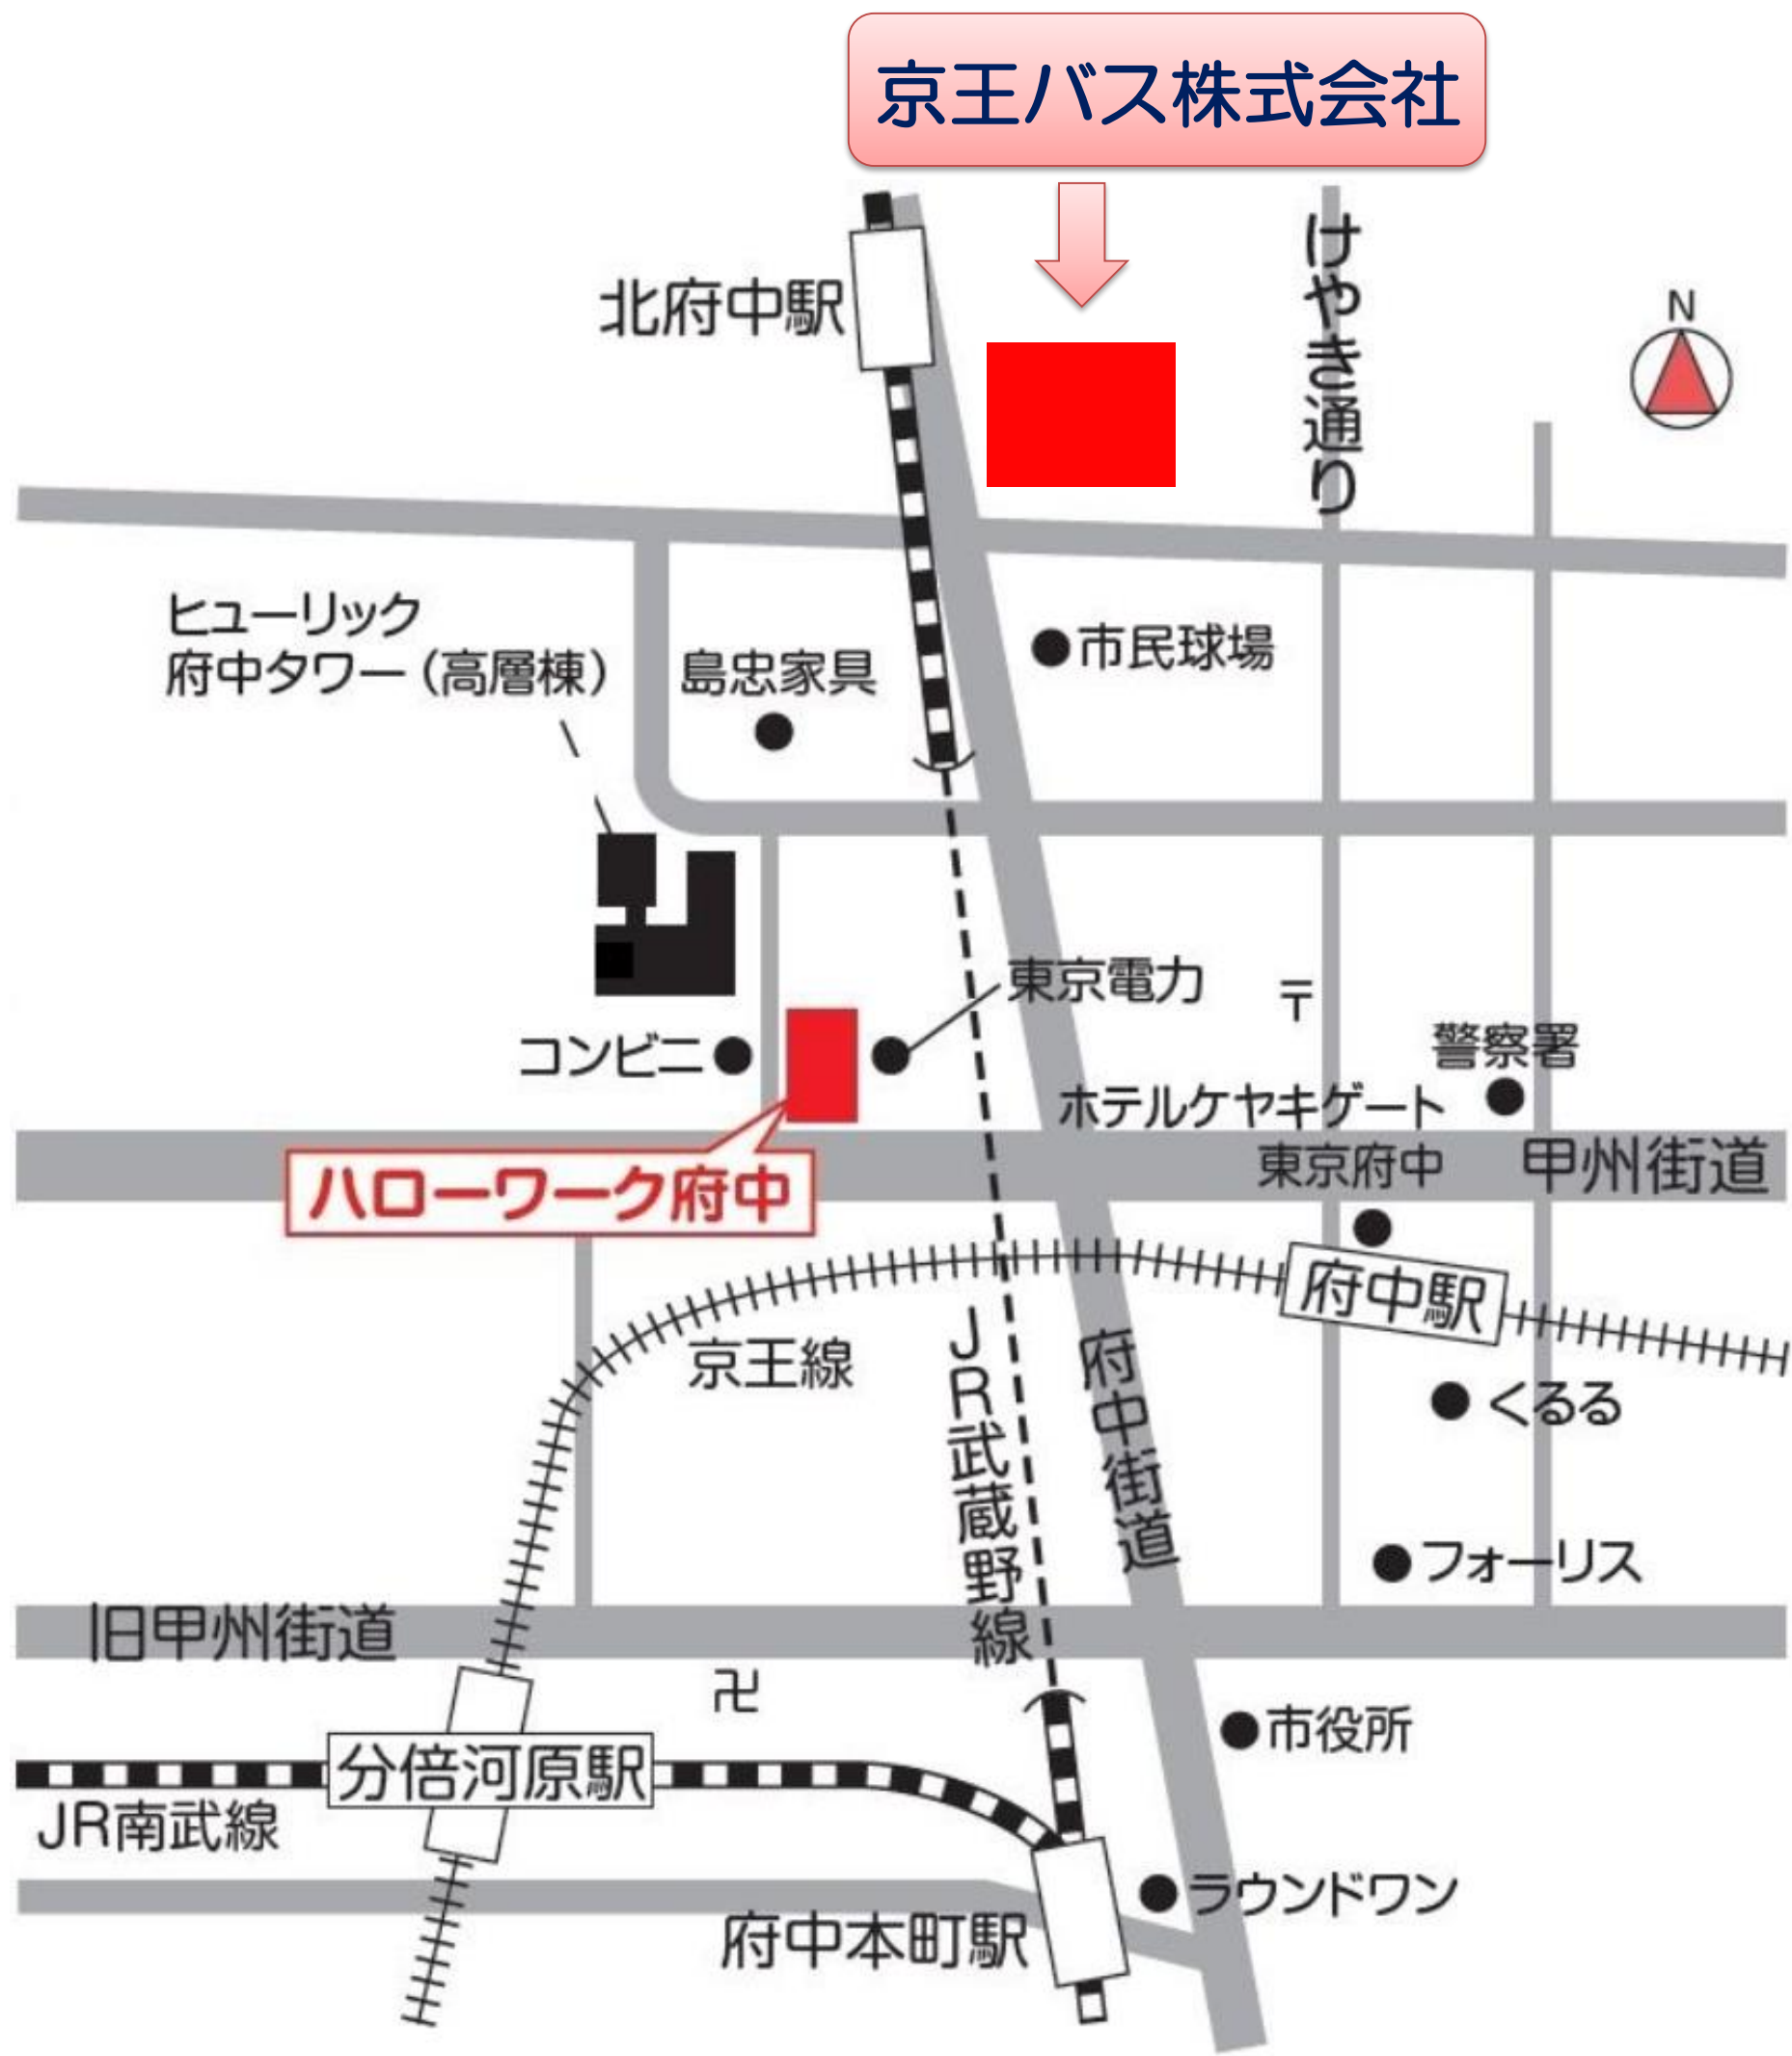 京王バス株式会社
けやき通り
北府中駅
N
ヒューリック
府中タワー(高層棟)
島忠家具
市民球場
東京電力
〒
コンビニ
警察署
ホテルケヤキゲート
東京府中
甲州街道
ハローワーク府中
府中駅
京王線
JR武蔵野線
府中街道
くるる
フォーリス
旧甲州街道
卍
市役所
分倍河原駅
JR南武線
ラウンドワン
府中本町駅